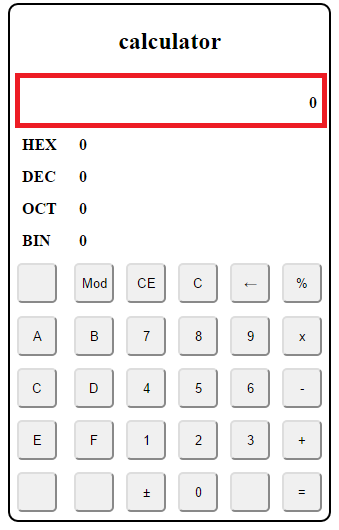 calculator
0
HEX 0
DEC 0
OCT 0
BIN 0
Mod CE C ← %
A B 7 8 9 x
C D 4 5 6 -
E F 1 2 3 +
± 0 =